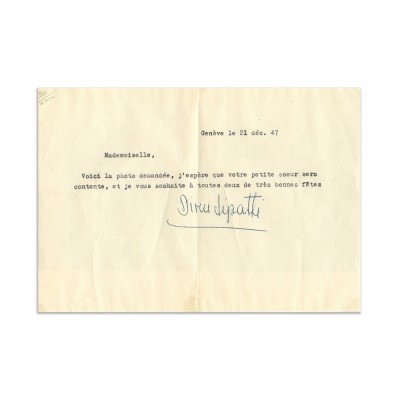 Genève le 21 déc. 47
Mademoiselle,
Voici la photo demandée, j'espère que votre petite soeur sera
contente, et je vous souhaite à toutes deux de très bonnes fêtes
Dinu Lipatti